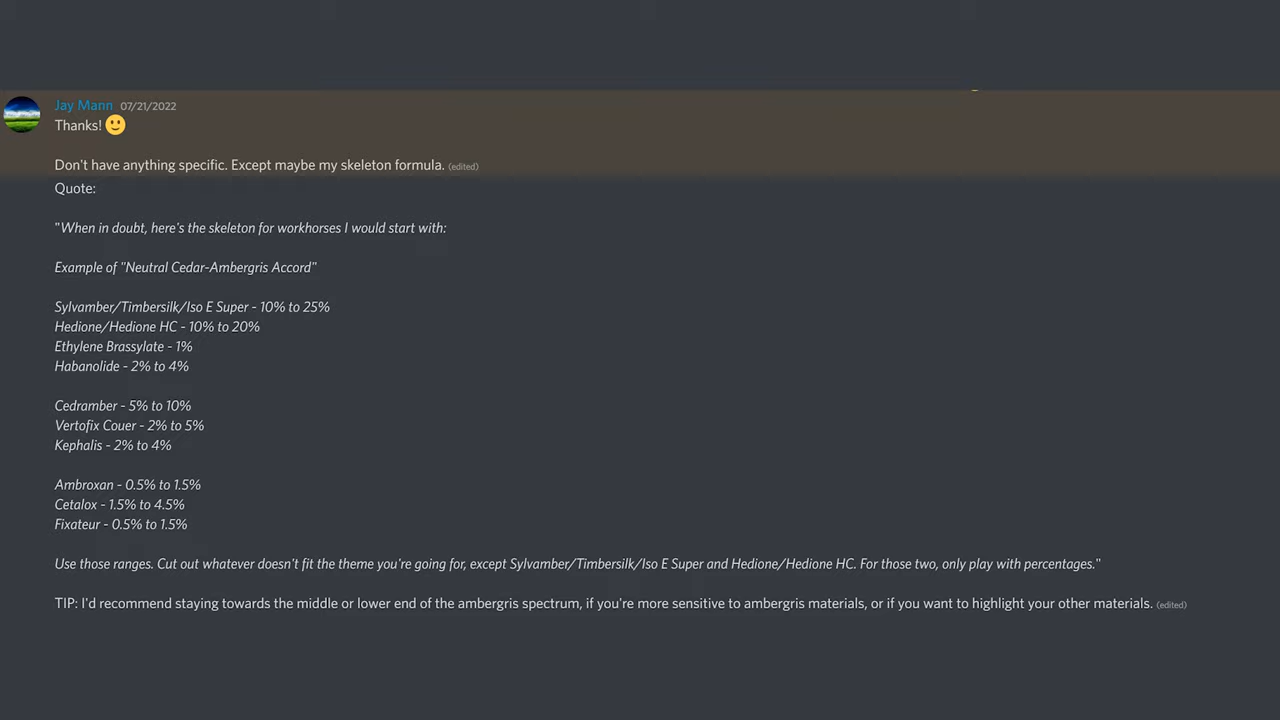 Jay Mann 07/21/2022
Thanks! 🙂
Don't have anything specific. Except maybe my skeleton formula. (edited)
Quote:
"When in doubt, here's the skeleton for workhorses I would start with:
Example of "Neutral Cedar-Ambergris Accord"
Sylvamber/Timbersilk/Iso E Super - 10% to 25%
Hedione/Hedione HC - 10% to 20%
Ethylene Brassylate - 1%
Habanolide - 2% to 4%
Cedramber - 5% to 10%
Vertofix Couer - 2% to 5%
Kephalis - 2% to 4%
Ambroxan - 0.5% to 1.5%
Cetalox - 1.5% to 4.5%
Fixateur - 0.5% to 1.5%
Use those ranges. Cut out whatever doesn't fit the theme you're going for, except Sylvamber/Timbersilk/Iso E Super and Hedione/Hedione HC. For those two, only play with percentages."
TIP: I'd recommend staying towards the middle or lower end of the ambergris spectrum, if you're more sensitive to ambergris materials, or if you want to highlight your other materials. (edited)